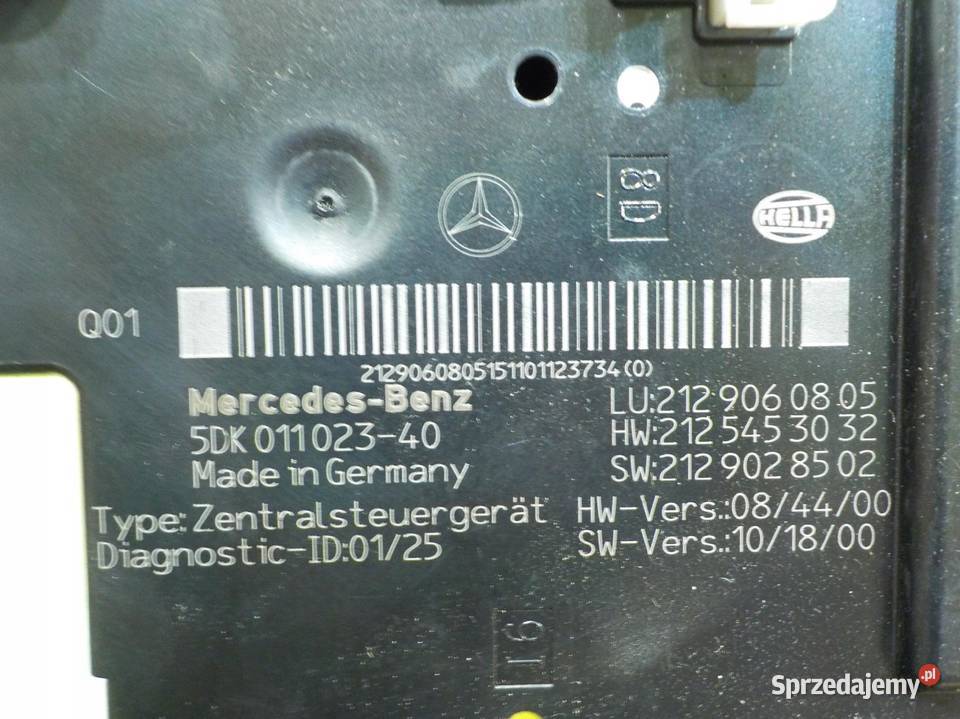 8D
HELLA
Q01
2129060805151101123734(0)
Mercedes-Benz
LU:212 906 08 05
5DK 011 023-40
HW:212 545 30 32
Made in Germany
SW:212 902 85 02
Type: Zentralsteuergerät
HW-Vers.:08/44/00
Diagnostic-ID:01/25
SW-Vers.:10/18/00
16
Sprzedajemy.pl